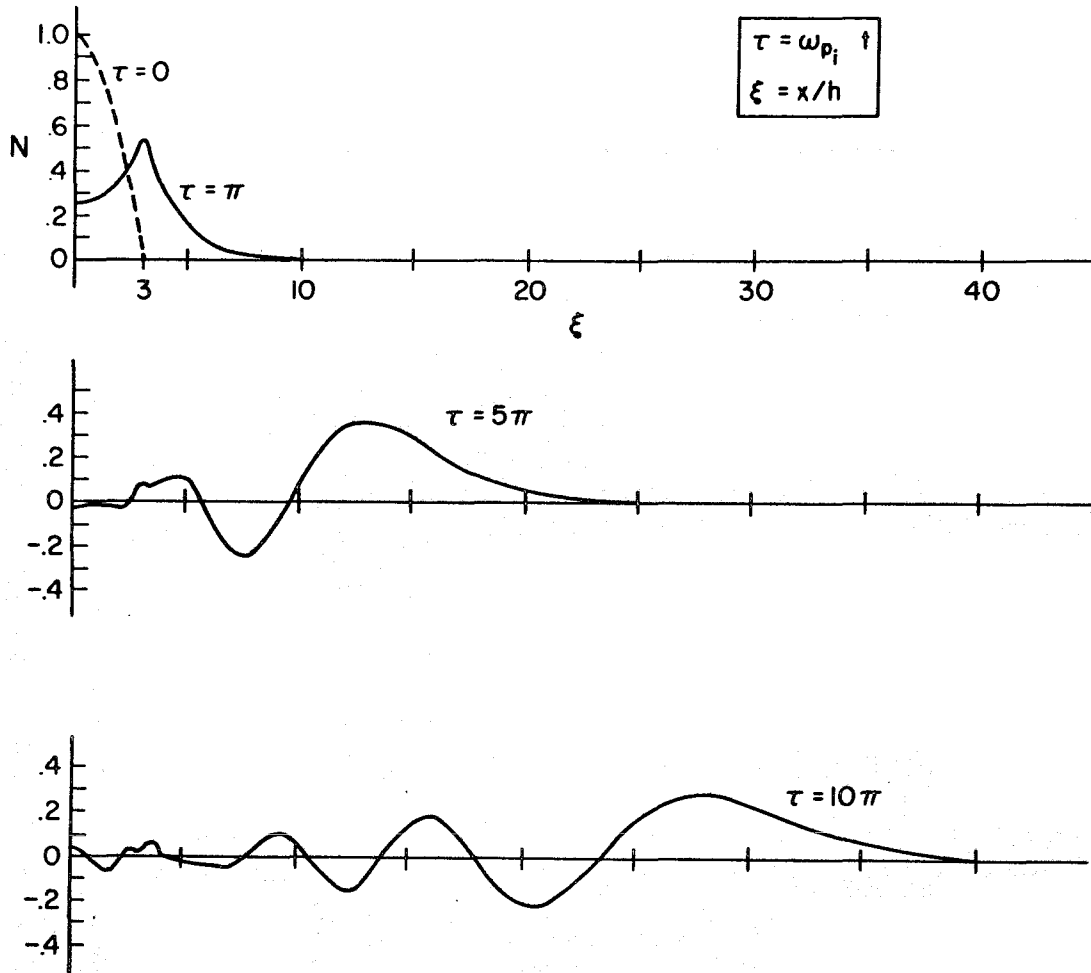 τ = ω_{p_i} t
ξ = x/h
1.0
.8
.6
N
.4
.2
0
τ = 0
τ = π
3
10
20
30
40
ξ
.4
.2
0
-.2
-.4
τ = 5π
.4
.2
0
-.2
-.4
τ = 10π